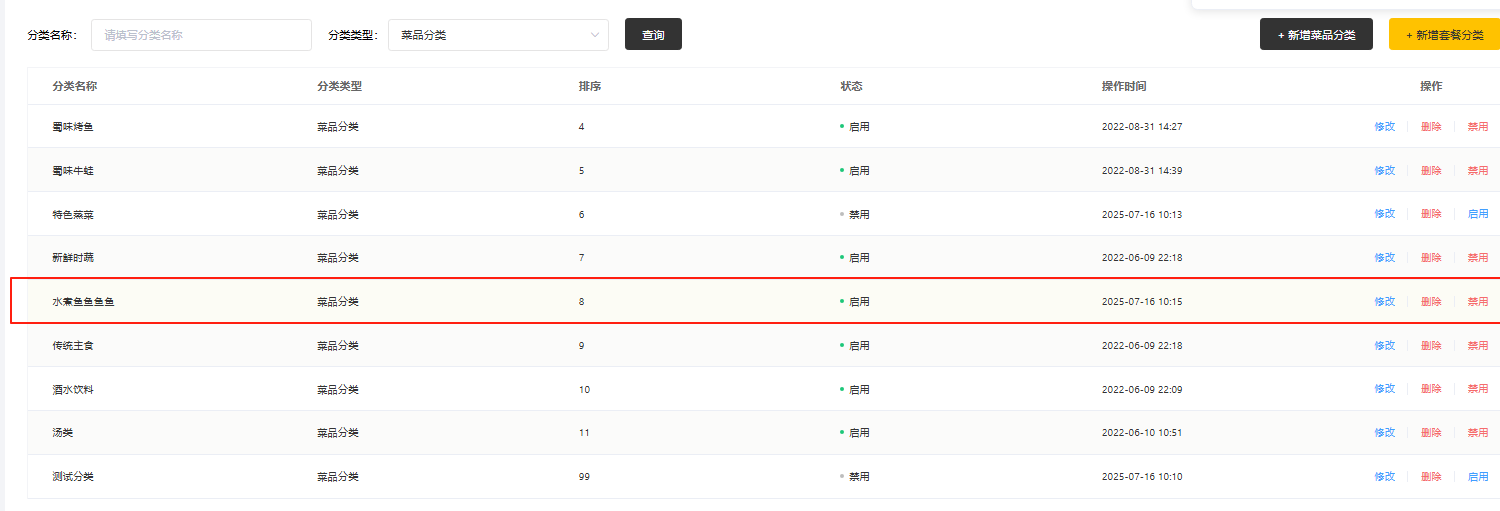 分类名称: 请填写分类名称 分类类型: 菜品分类 查询 + 新增菜品分类 + 新增套餐分类
分类名称 分类类型 排序 状态 操作时间 操作
蜀味烤鱼 菜品分类 4 启用 2022-08-31 14:27 修改 删除 禁用
蜀味牛蛙 菜品分类 5 启用 2022-08-31 14:39 修改 删除 禁用
特色蒸菜 菜品分类 6 禁用 2025-07-16 10:13 修改 删除 启用
新鲜时蔬 菜品分类 7 启用 2022-06-09 22:18 修改 删除 禁用
水煮鱼鱼鱼鱼 菜品分类 8 启用 2025-07-16 10:15 修改 删除 禁用
传统主食 菜品分类 9 启用 2022-06-09 22:18 修改 删除 禁用
酒水饮料 菜品分类 10 启用 2022-06-09 22:09 修改 删除 禁用
汤类 菜品分类 11 启用 2022-06-10 10:51 修改 删除 禁用
测试分类 菜品分类 99 禁用 2025-07-16 10:10 修改 删除 启用